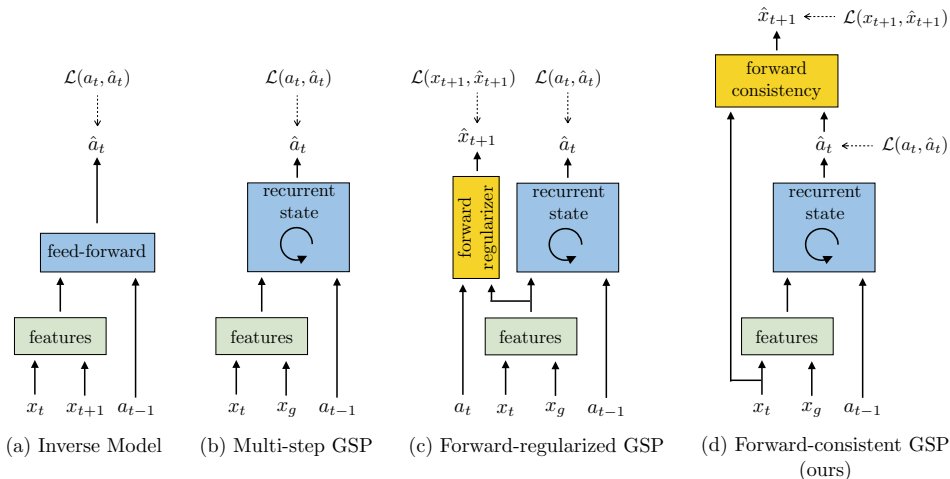 ℒ(a_t, â_t)
â_t
feed-forward
features
x_t
x_{t+1}
a_{t−1}
(a) Inverse Model
ℒ(a_t, â_t)
â_t
recurrent
state
features
x_t
x_g
a_{t−1}
(b) Multi-step GSP
ℒ(x_{t+1}, x̂_{t+1})
ℒ(a_t, â_t)
x̂_{t+1}
â_t
forward
regularizer
recurrent
state
features
a_t
x_t
x_g
a_{t−1}
(c) Forward-regularized GSP
x̂_{t+1}
ℒ(x_{t+1}, x̂_{t+1})
forward
consistency
â_t
ℒ(a_t, â_t)
recurrent
state
features
x_t
x_g
a_{t−1}
(d) Forward-consistent GSP
(ours)